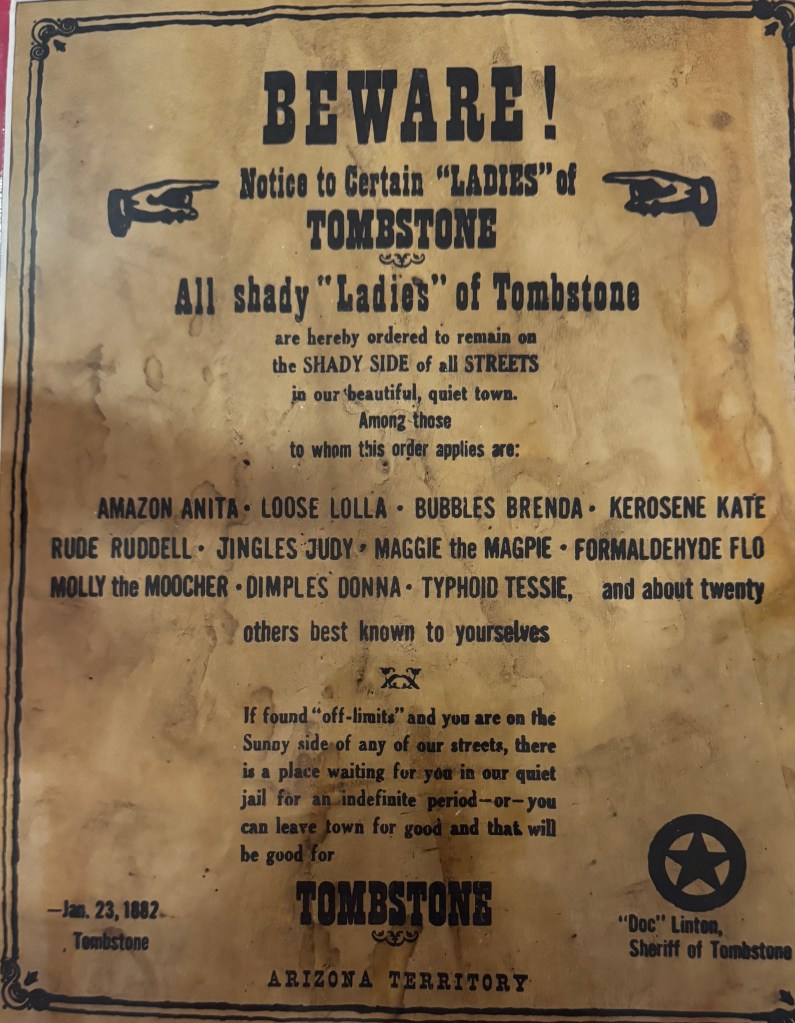 BEWARE!
Notice to Certain "LADIES" of
TOMBSTONE
All shady "Ladies" of Tombstone
are hereby ordered to remain on
the SHADY SIDE of all STREETS
in our beautiful, quiet town.
Among those
to whom this order applies are:
AMAZON ANITA · LOOSE LOLLA · BUBBLES BRENDA · KEROSENE KATE
RUDE RUDDELL · JINGLES JUDY · MAGGIE the MAGPIE · FORMALDEHYDE FLO
MOLLY the MOOCHER · DIMPLES DONNA · TYPHOID TESSIE, and about twenty
others best known to yourselves
If found "off-limits" and you are on the
Sunny side of any of our streets, there
is a place waiting for you in our quiet
jail for an indefinite period—or—you
can leave town for good and that will
be good for
TOMBSTONE
—Jan. 23, 1882
Tombstone
"Doc" Linton,
Sheriff of Tombstone
ARIZONA TERRITORY